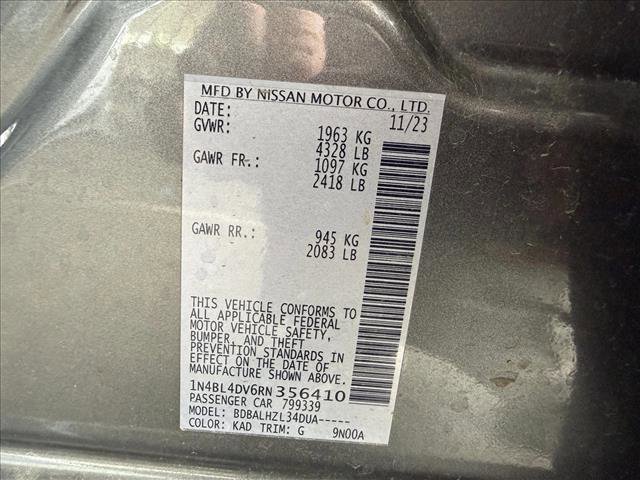 MFD BY NISSAN MOTOR CO., LTD.
DATE: 11/23
GVWR: 1963 KG
4328 LB
GAWR FR.: 1097 KG
2418 LB
GAWR RR.: 945 KG
2083 LB
THIS VEHICLE CONFORMS TO
ALL APPLICABLE FEDERAL
MOTOR VEHICLE SAFETY,
BUMPER, AND THEFT
PREVENTION STANDARDS IN
EFFECT ON THE DATE OF
MANUFACTURE SHOWN ABOVE.
1N4BL4DV6RN356410
PASSENGER CAR 799339
MODEL: BDBALHZL34DUA-----
COLOR: KAD TRIM: G 9N00A